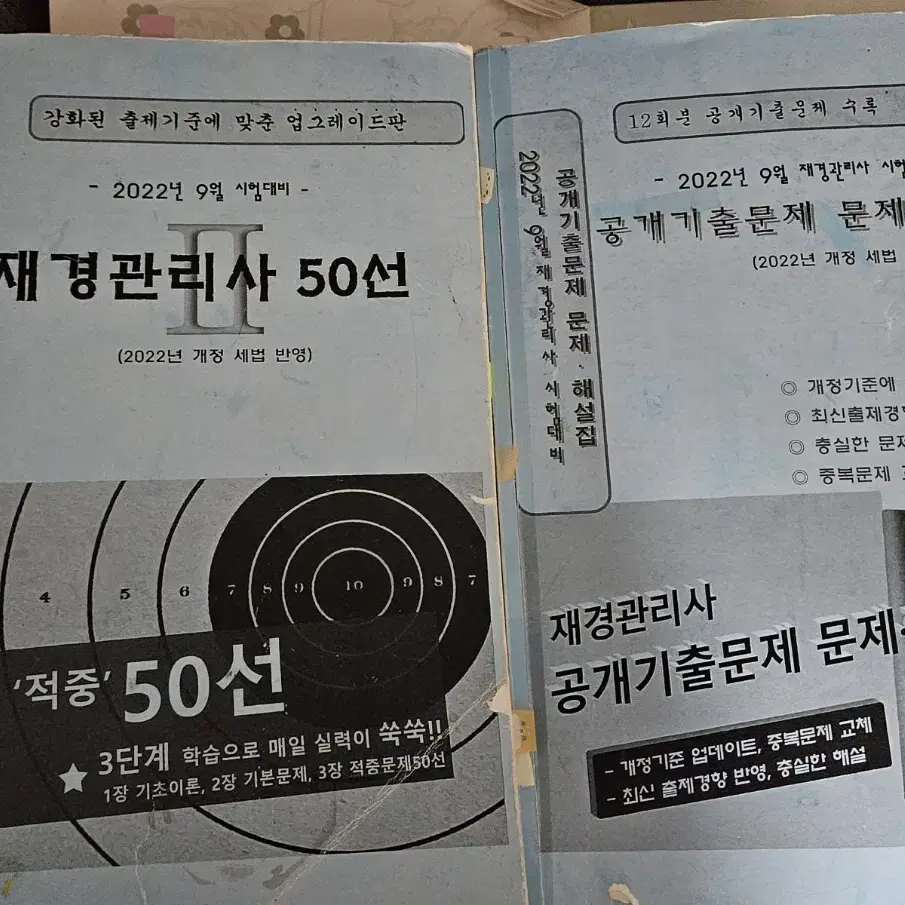 강화된 출제기준에 맞춘 업그레이드판
- 2022년 9월 시험대비 -
II
재경관리사 50선
(2022년 개정 세법 반영)
4 5 6 7 8 9 10 9 8 7
'적중' 50선
★ 3단계 학습으로 매일 실력이 쑥쑥!!
1장 기초이론, 2장 기본문제, 3장 적중문제50선
공개기출문제 문제·해설집
2022년 9월 재경관리사 시험대비
12회분 공개기출문제 수록
- 2022년 9월 재경관리사 시험
공개기출문제 문제
(2022년 개정 세법
◎ 개정기준에
◎ 최신출제경향
◎ 충실한 문제
◎ 중복문제
재경관리사
공개기출문제 문제
- 개정기준 업데이트, 중복문제 교체
- 최신 출제경향 반영, 충실한 해설